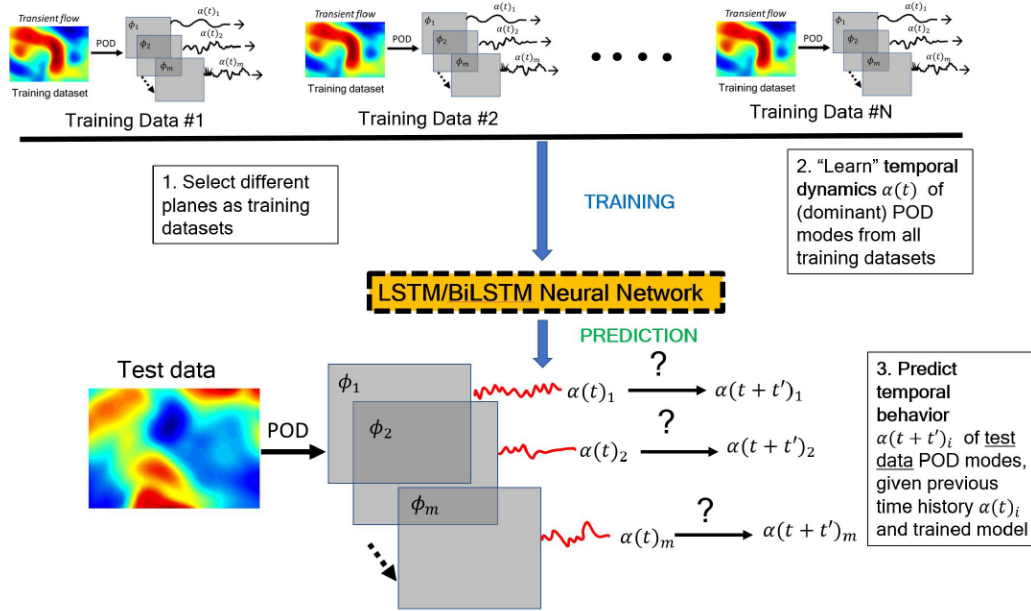 Transient flow
POD
ϕ₁
ϕ₂
ϕₘ
α(t)₁
α(t)₂
α(t)ₘ
Training dataset
Training Data #1
Transient flow
POD
ϕ₁
ϕ₂
ϕₘ
α(t)₁
α(t)₂
α(t)ₘ
Training dataset
Training Data #2
Transient flow
POD
ϕ₁
ϕ₂
ϕₘ
α(t)₁
α(t)₂
α(t)ₘ
Training dataset
Training Data #N
1. Select different
planes as training
datasets
TRAINING
2. “Learn” temporal
dynamics α(t) of
(dominant) POD
modes from all
training datasets
LSTM/BiLSTM Neural Network
PREDICTION
Test data
POD
ϕ₁
ϕ₂
ϕₘ
α(t)₁
?
α(t + t′)₁
α(t)₂
?
α(t + t′)₂
α(t)ₘ
?
α(t + t′)ₘ
3. Predict
temporal
behavior
α(t + t′)ᵢ of test
data POD modes,
given previous
time history α(t)ᵢ
and trained model